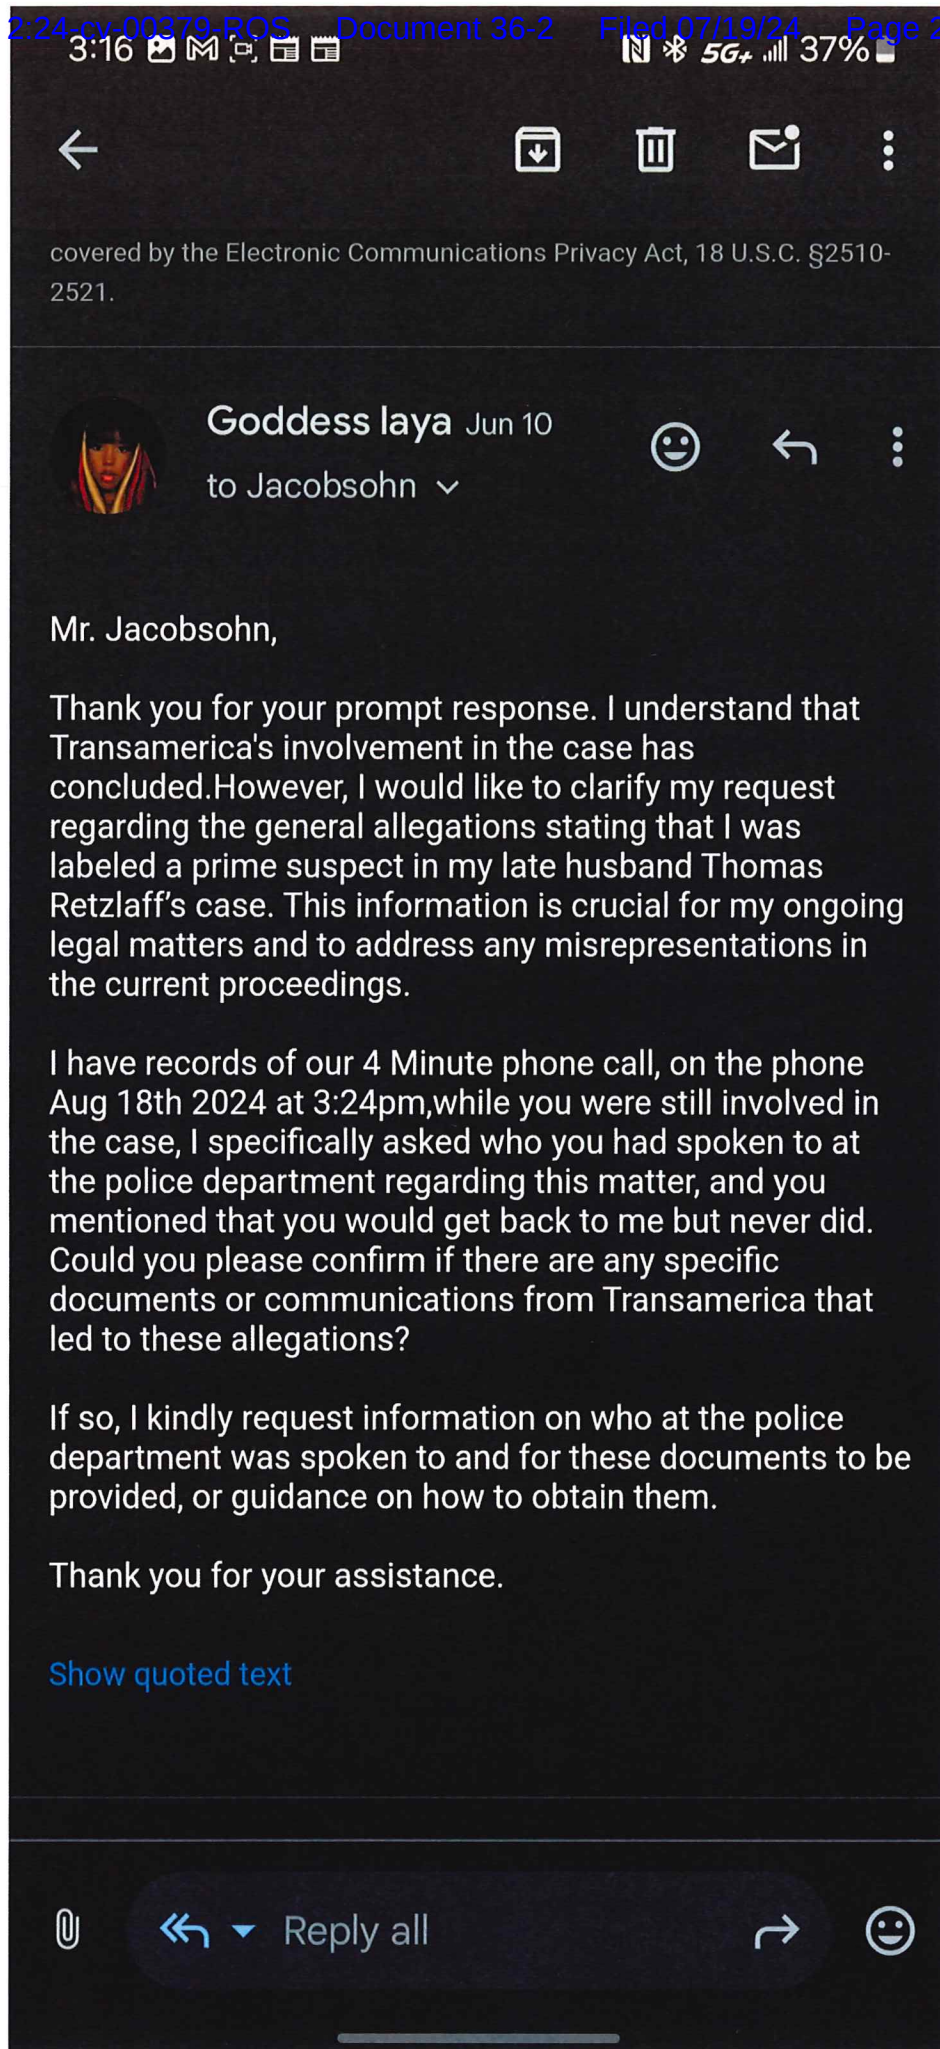 2:24-cv-00379-ROS Document 36-2 Filed 07/19/24 Page 2
3:16 5G+ 37%
covered by the Electronic Communications Privacy Act, 18 U.S.C. §2510-
2521.
Goddess laya Jun 10
to Jacobsohn
Mr. Jacobsohn,
Thank you for your prompt response. I understand that
Transamerica's involvement in the case has
concluded.However, I would like to clarify my request
regarding the general allegations stating that I was
labeled a prime suspect in my late husband Thomas
Retzlaff’s case. This information is crucial for my ongoing
legal matters and to address any misrepresentations in
the current proceedings.
I have records of our 4 Minute phone call, on the phone
Aug 18th 2024 at 3:24pm,while you were still involved in
the case, I specifically asked who you had spoken to at
the police department regarding this matter, and you
mentioned that you would get back to me but never did.
Could you please confirm if there are any specific
documents or communications from Transamerica that
led to these allegations?
If so, I kindly request information on who at the police
department was spoken to and for these documents to be
provided, or guidance on how to obtain them.
Thank you for your assistance.
Show quoted text
Reply all